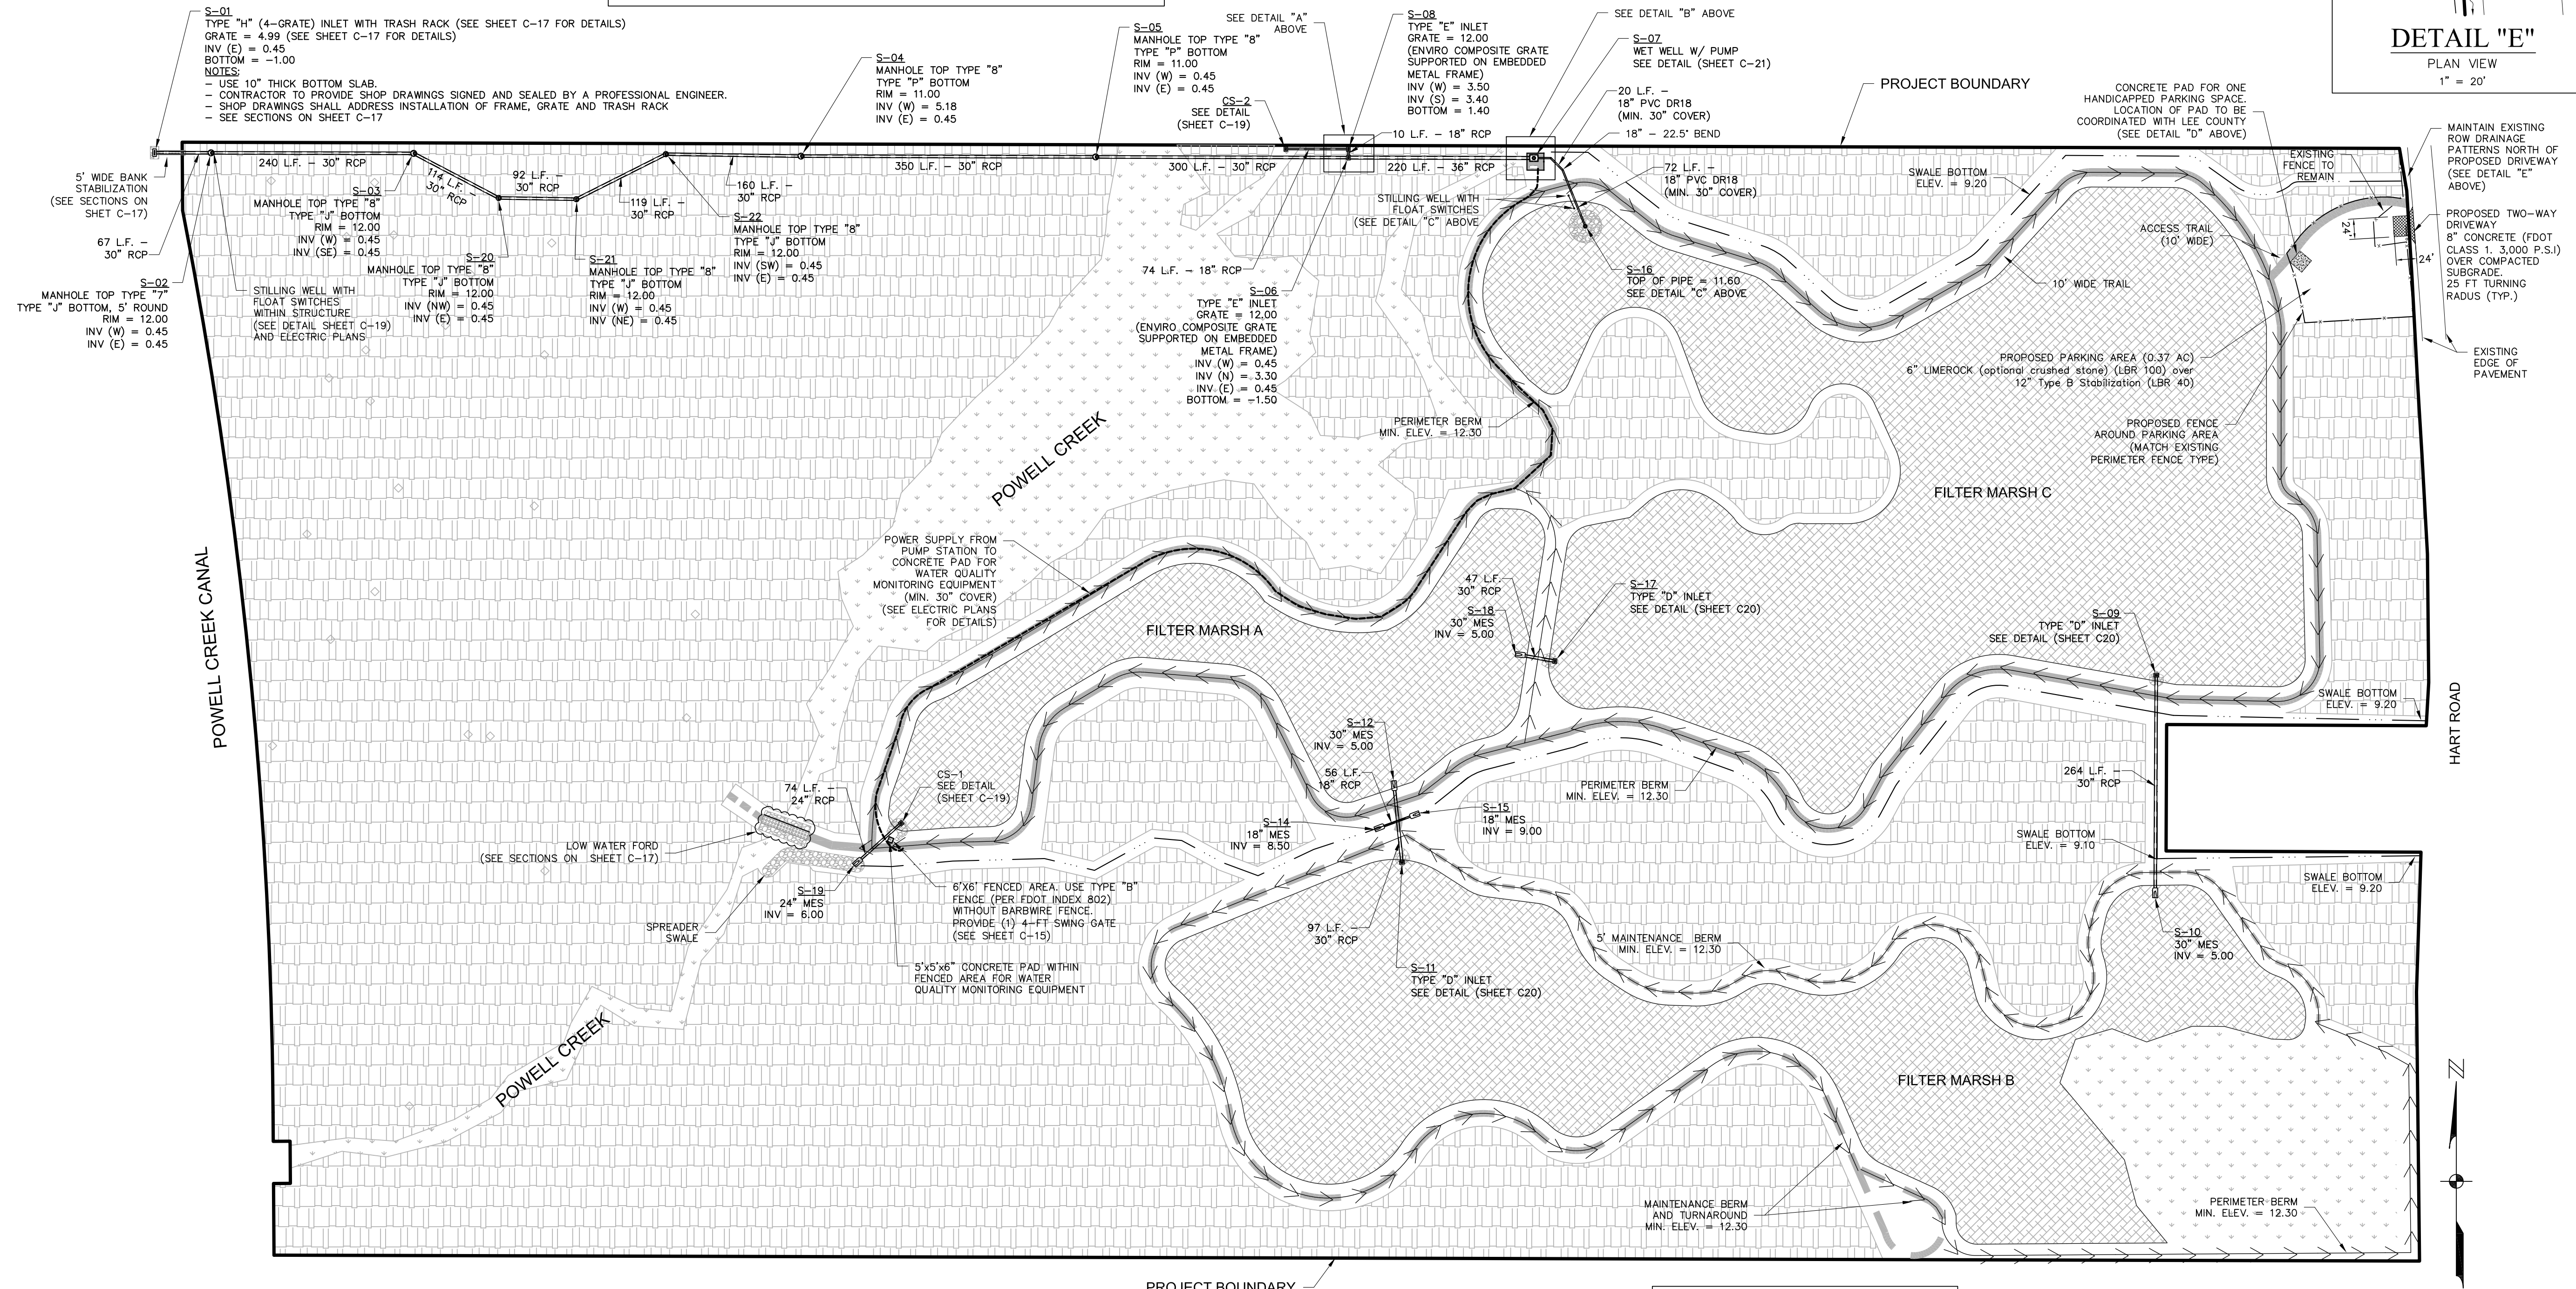 S-01
TYPE "H" (4-GRATE) INLET WITH TRASH RACK (SEE SHEET C-17 FOR DETAILS)
GRATE = 4.99 (SEE SHEET C-17 FOR DETAILS)
INV (E) = 0.45
BOTTOM = -1.00
NOTES:
- USE 10" THICK BOTTOM SLAB.
- CONTRACTOR TO PROVIDE SHOP DRAWINGS SIGNED AND SEALED BY A PROFESSIONAL ENGINEER.
- SHOP DRAWINGS SHALL ADDRESS INSTALLATION OF FRAME, GRATE AND TRASH RACK
- SEE SECTIONS ON SHEET C-17
S-04
MANHOLE TOP TYPE "8"
TYPE "P" BOTTOM
RIM = 11.00
INV (W) = 5.18
INV (E) = 0.45
S-05
MANHOLE TOP TYPE "8"
TYPE "P" BOTTOM
RIM = 11.00
INV (W) = 0.45
INV (E) = 0.45
SEE DETAIL "A"
ABOVE
CS-2
SEE DETAIL
(SHEET C-19)
S-08
TYPE "E" INLET
GRATE = 12.00
(ENVIRO COMPOSITE GRATE
SUPPORTED ON EMBEDDED
METAL FRAME)
INV (W) = 3.50
INV (S) = 3.40
BOTTOM = 1.40
10 L.F. - 18" RCP
SEE DETAIL "B" ABOVE
S-07
WET WELL W/ PUMP
SEE DETAIL (SHEET C-21)
20 L.F. -
18" PVC DR18
(MIN. 30" COVER)
18" - 22.5° BEND
72 L.F. -
18" PVC DR18
(MIN. 30" COVER)
PROJECT BOUNDARY
CONCRETE PAD FOR ONE
HANDICAPPED PARKING SPACE.
LOCATION OF PAD TO BE
COORDINATED WITH LEE COUNTY
(SEE DETAIL "D" ABOVE)
DETAIL "E"
PLAN VIEW
1" = 20'
MAINTAIN EXISTING
ROW DRAINAGE
PATTERNS NORTH OF
PROPOSED DRIVEWAY
(SEE DETAIL "E"
ABOVE)
EXISTING
FENCE TO
REMAIN
PROPOSED TWO-WAY
DRIVEWAY
8" CONCRETE (FDOT
CLASS 1, 3,000 P.S.I)
OVER COMPACTED
SUBGRADE.
25 FT TURNING
RADIUS (TYP.)
24'
24'
EXISTING
EDGE OF
PAVEMENT
5' WIDE BANK
STABILIZATION
(SEE SECTIONS ON
SHET C-17)
67 L.F. -
30" RCP
S-02
MANHOLE TOP TYPE "7"
TYPE "J" BOTTOM, 5' ROUND
RIM = 12.00
INV (W) = 0.45
INV (E) = 0.45
240 L.F. - 30" RCP
STILLING WELL WITH
FLOAT SWITCHES
WITHIN STRUCTURE
(SEE DETAIL SHEET C-19)
AND ELECTRIC PLANS
S-03
MANHOLE TOP TYPE "8"
TYPE "J" BOTTOM
RIM = 12.00
INV (W) = 0.45
INV (SE) = 0.45
114 L.F. -
30" RCP
S-20
MANHOLE TOP TYPE "8"
TYPE "J" BOTTOM
RIM = 12.00
INV (NW) = 0.45
INV (E) = 0.45
92 L.F. -
30" RCP
S-21
MANHOLE TOP TYPE "8"
TYPE "J" BOTTOM
RIM = 12.00
INV (W) = 0.45
INV (NE) = 0.45
119 L.F. -
30" RCP
160 L.F. -
30" RCP
S-22
MANHOLE TOP TYPE "8"
TYPE "J" BOTTOM
RIM = 12.00
INV (SW) = 0.45
INV (E) = 0.45
350 L.F. - 30" RCP
300 L.F. - 30" RCP
220 L.F. - 36" RCP
74 L.F. - 18" RCP
S-06
TYPE "E" INLET
GRATE = 12.00
(ENVIRO COMPOSITE GRATE
SUPPORTED ON EMBEDDED
METAL FRAME)
INV (W) = 0.45
INV (N) = 3.30
INV (E) = 0.45
BOTTOM = -1.50
STILLING WELL WITH
FLOAT SWITCHES
(SEE DETAIL "C" ABOVE
S-16
TOP OF PIPE = 11.60
SEE DETAIL "C" ABOVE
SWALE BOTTOM
ELEV. = 9.20
ACCESS TRAIL
(10' WIDE)
10' WIDE TRAIL
PROPOSED PARKING AREA (0.37 AC)
6" LIMEROCK (optional crushed stone) (LBR 100) over
12" Type B Stabilization (LBR 40)
PROPOSED FENCE
AROUND PARKING AREA
(MATCH EXISTING
PERIMETER FENCE TYPE)
PERIMETER BERM
MIN. ELEV. = 12.30
POWELL CREEK
FILTER MARSH C
POWELL CREEK CANAL
POWER SUPPLY FROM
PUMP STATION TO
CONCRETE PAD FOR
WATER QUALITY
MONITORING EQUIPMENT
(MIN. 30" COVER)
(SEE ELECTRIC PLANS
FOR DETAILS)
FILTER MARSH A
47 L.F.
30" RCP
S-18
30" MES
INV = 5.00
S-17
TYPE "D" INLET
SEE DETAIL (SHEET C20)
S-09
TYPE "D" INLET
SEE DETAIL (SHEET C20)
SWALE BOTTOM
ELEV. = 9.20
HART ROAD
S-12
30" MES
INV = 5.00
56 L.F.
18" RCP
S-14
18" MES
INV = 8.50
S-15
18" MES
INV = 9.00
PERIMETER BERM
MIN. ELEV. = 12.30
264 L.F. -
30" RCP
SWALE BOTTOM
ELEV. = 9.10
SWALE BOTTOM
ELEV. = 9.20
74 L.F. -
24" RCP
CS-1
SEE DETAIL
(SHEET C-19)
LOW WATER FORD
(SEE SECTIONS ON SHEET C-17)
S-19
24" MES
INV = 6.00
SPREADER
SWALE
6'X6' FENCED AREA. USE TYPE "B"
FENCE (PER FDOT INDEX 802)
WITHOUT BARBWIRE FENCE.
PROVIDE (1) 4-FT SWING GATE
(SEE SHEET C-15)
5'x5'x6" CONCRETE PAD WITHIN
FENCED AREA FOR WATER
QUALITY MONITORING EQUIPMENT
97 L.F. -
30" RCP
S-11
TYPE "D" INLET
SEE DETAIL (SHEET C20)
5' MAINTENANCE BERM
MIN. ELEV. = 12.30
S-10
30" MES
INV = 5.00
POWELL CREEK
FILTER MARSH B
MAINTENANCE BERM
AND TURNAROUND
MIN. ELEV. = 12.30
PERIMETER BERM
MIN. ELEV. = 12.30
N
PROJECT BOUNDARY